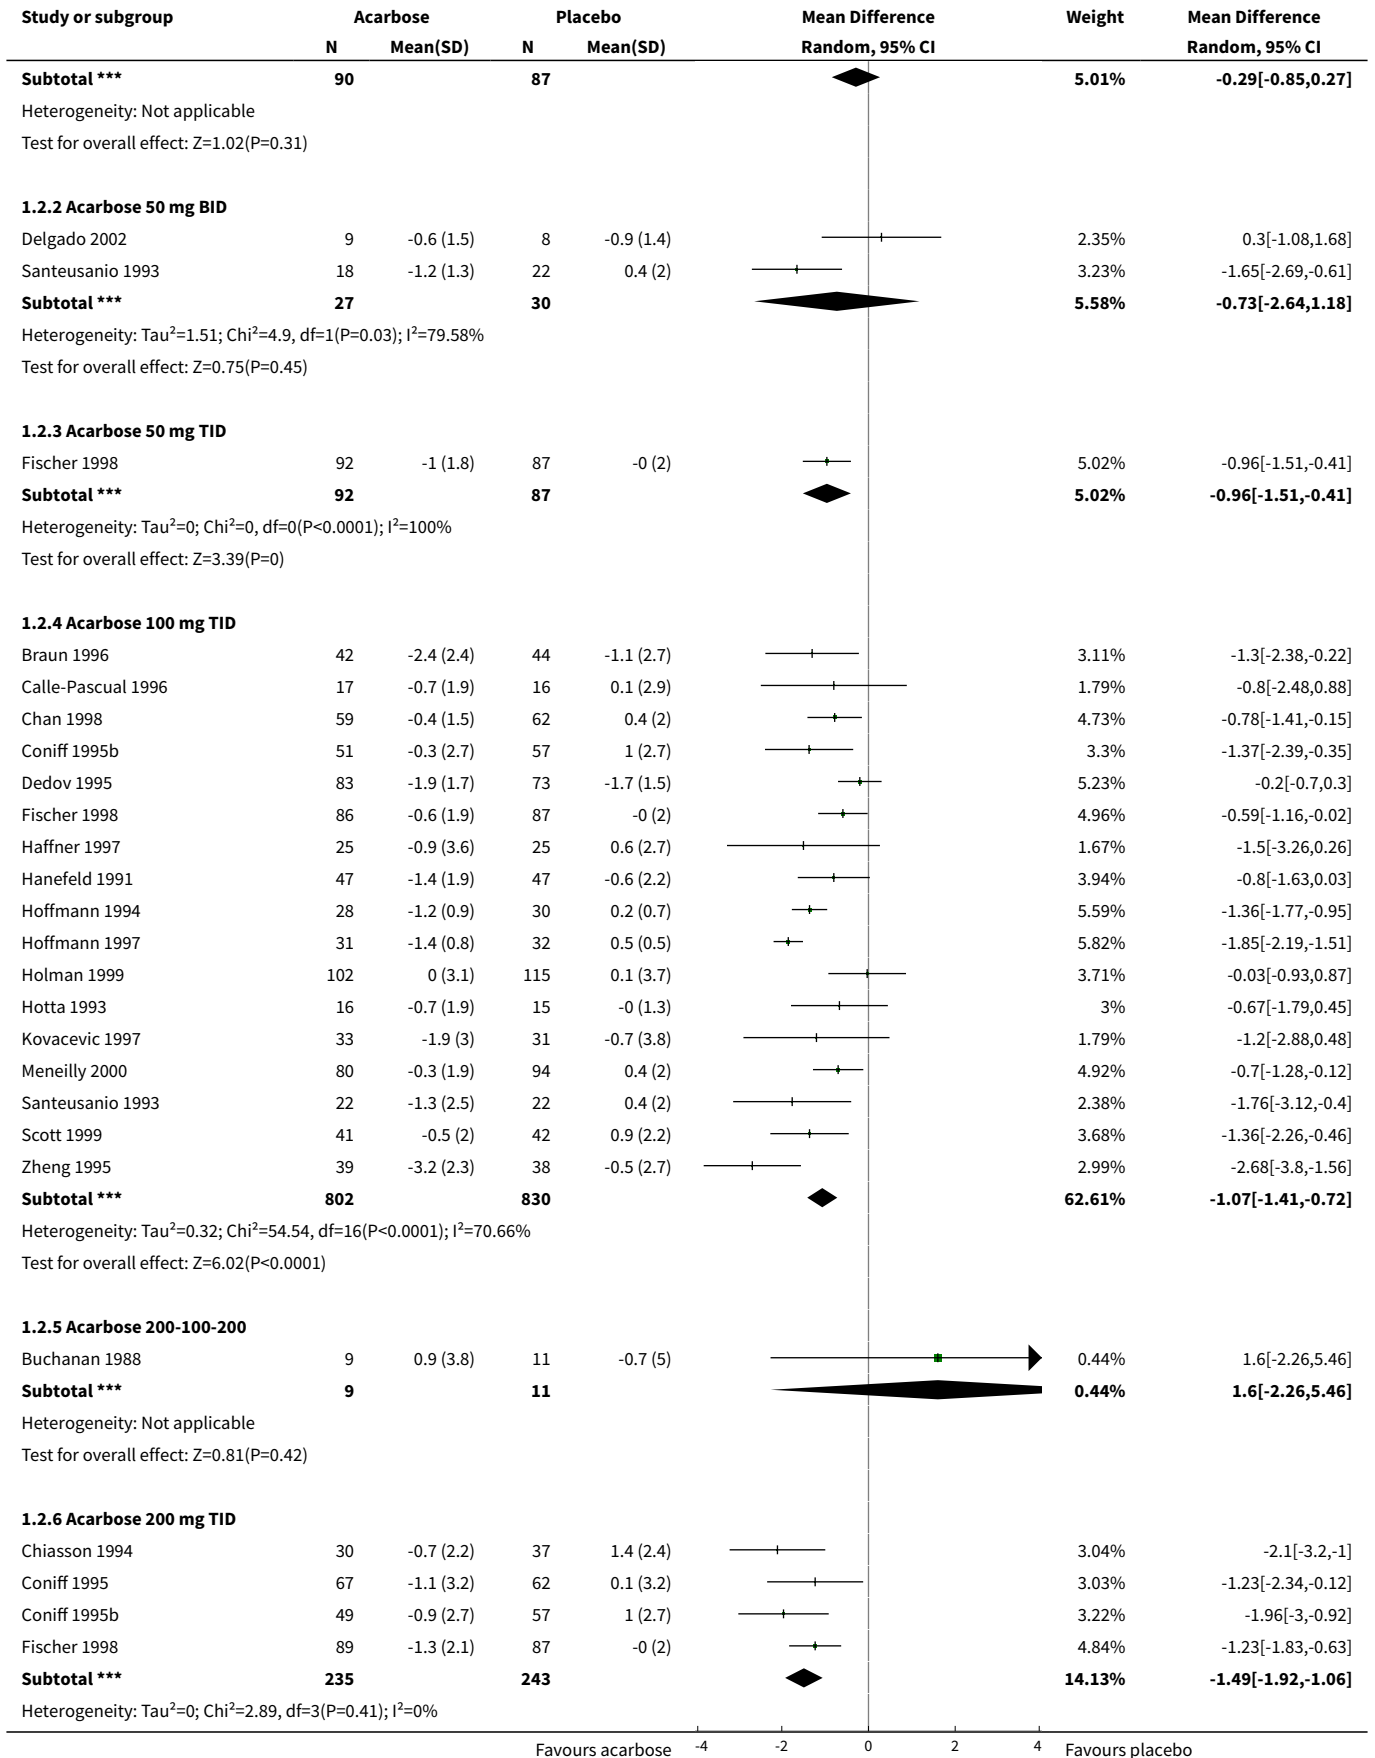 Study or subgroup Acarbose Placebo Mean Difference Weight Mean Difference
N Mean(SD) N Mean(SD) Random, 95% CI Random, 95% CI
Subtotal *** 90 87 5.01% -0.29[-0.85,0.27]
Heterogeneity: Not applicable
Test for overall effect: Z=1.02(P=0.31)
1.2.2 Acarbose 50 mg BID
Delgado 2002 9 -0.6 (1.5) 8 -0.9 (1.4) 2.35% 0.3[-1.08,1.68]
Santeusanio 1993 18 -1.2 (1.3) 22 0.4 (2) 3.23% -1.65[-2.69,-0.61]
Subtotal *** 27 30 5.58% -0.73[-2.64,1.18]
Heterogeneity: Tau²=1.51; Chi²=4.9, df=1(P=0.03); I²=79.58%
Test for overall effect: Z=0.75(P=0.45)
1.2.3 Acarbose 50 mg TID
Fischer 1998 92 -1 (1.8) 87 -0 (2) 5.02% -0.96[-1.51,-0.41]
Subtotal *** 92 87 5.02% -0.96[-1.51,-0.41]
Heterogeneity: Tau²=0; Chi²=0, df=0(P<0.0001); I²=100%
Test for overall effect: Z=3.39(P=0)
1.2.4 Acarbose 100 mg TID
Braun 1996 42 -2.4 (2.4) 44 -1.1 (2.7) 3.11% -1.3[-2.38,-0.22]
Calle-Pascual 1996 17 -0.7 (1.9) 16 0.1 (2.9) 1.79% -0.8[-2.48,0.88]
Chan 1998 59 -0.4 (1.5) 62 0.4 (2) 4.73% -0.78[-1.41,-0.15]
Coniff 1995b 51 -0.3 (2.7) 57 1 (2.7) 3.3% -1.37[-2.39,-0.35]
Dedov 1995 83 -1.9 (1.7) 73 -1.7 (1.5) 5.23% -0.2[-0.7,0.3]
Fischer 1998 86 -0.6 (1.9) 87 -0 (2) 4.96% -0.59[-1.16,-0.02]
Haffner 1997 25 -0.9 (3.6) 25 0.6 (2.7) 1.67% -1.5[-3.26,0.26]
Hanefeld 1991 47 -1.4 (1.9) 47 -0.6 (2.2) 3.94% -0.8[-1.63,0.03]
Hoffmann 1994 28 -1.2 (0.9) 30 0.2 (0.7) 5.59% -1.36[-1.77,-0.95]
Hoffmann 1997 31 -1.4 (0.8) 32 0.5 (0.5) 5.82% -1.85[-2.19,-1.51]
Holman 1999 102 0 (3.1) 115 0.1 (3.7) 3.71% -0.03[-0.93,0.87]
Hotta 1993 16 -0.7 (1.9) 15 -0 (1.3) 3% -0.67[-1.79,0.45]
Kovacevic 1997 33 -1.9 (3) 31 -0.7 (3.8) 1.79% -1.2[-2.88,0.48]
Meneilly 2000 80 -0.3 (1.9) 94 0.4 (2) 4.92% -0.7[-1.28,-0.12]
Santeusanio 1993 22 -1.3 (2.5) 22 0.4 (2) 2.38% -1.76[-3.12,-0.4]
Scott 1999 41 -0.5 (2) 42 0.9 (2.2) 3.68% -1.36[-2.26,-0.46]
Zheng 1995 39 -3.2 (2.3) 38 -0.5 (2.7) 2.99% -2.68[-3.8,-1.56]
Subtotal *** 802 830 62.61% -1.07[-1.41,-0.72]
Heterogeneity: Tau²=0.32; Chi²=54.54, df=16(P<0.0001); I²=70.66%
Test for overall effect: Z=6.02(P<0.0001)
1.2.5 Acarbose 200-100-200
Buchanan 1988 9 0.9 (3.8) 11 -0.7 (5) 0.44% 1.6[-2.26,5.46]
Subtotal *** 9 11 0.44% 1.6[-2.26,5.46]
Heterogeneity: Not applicable
Test for overall effect: Z=0.81(P=0.42)
1.2.6 Acarbose 200 mg TID
Chiasson 1994 30 -0.7 (2.2) 37 1.4 (2.4) 3.04% -2.1[-3.2,-1]
Coniff 1995 67 -1.1 (3.2) 62 0.1 (3.2) 3.03% -1.23[-2.34,-0.12]
Coniff 1995b 49 -0.9 (2.7) 57 1 (2.7) 3.22% -1.96[-3,-0.92]
Fischer 1998 89 -1.3 (2.1) 87 -0 (2) 4.84% -1.23[-1.83,-0.63]
Subtotal *** 235 243 14.13% -1.49[-1.92,-1.06]
Heterogeneity: Tau²=0; Chi²=2.89, df=3(P=0.41); I²=0%
Favours acarbose -4 -2 0 2 4 Favours placebo